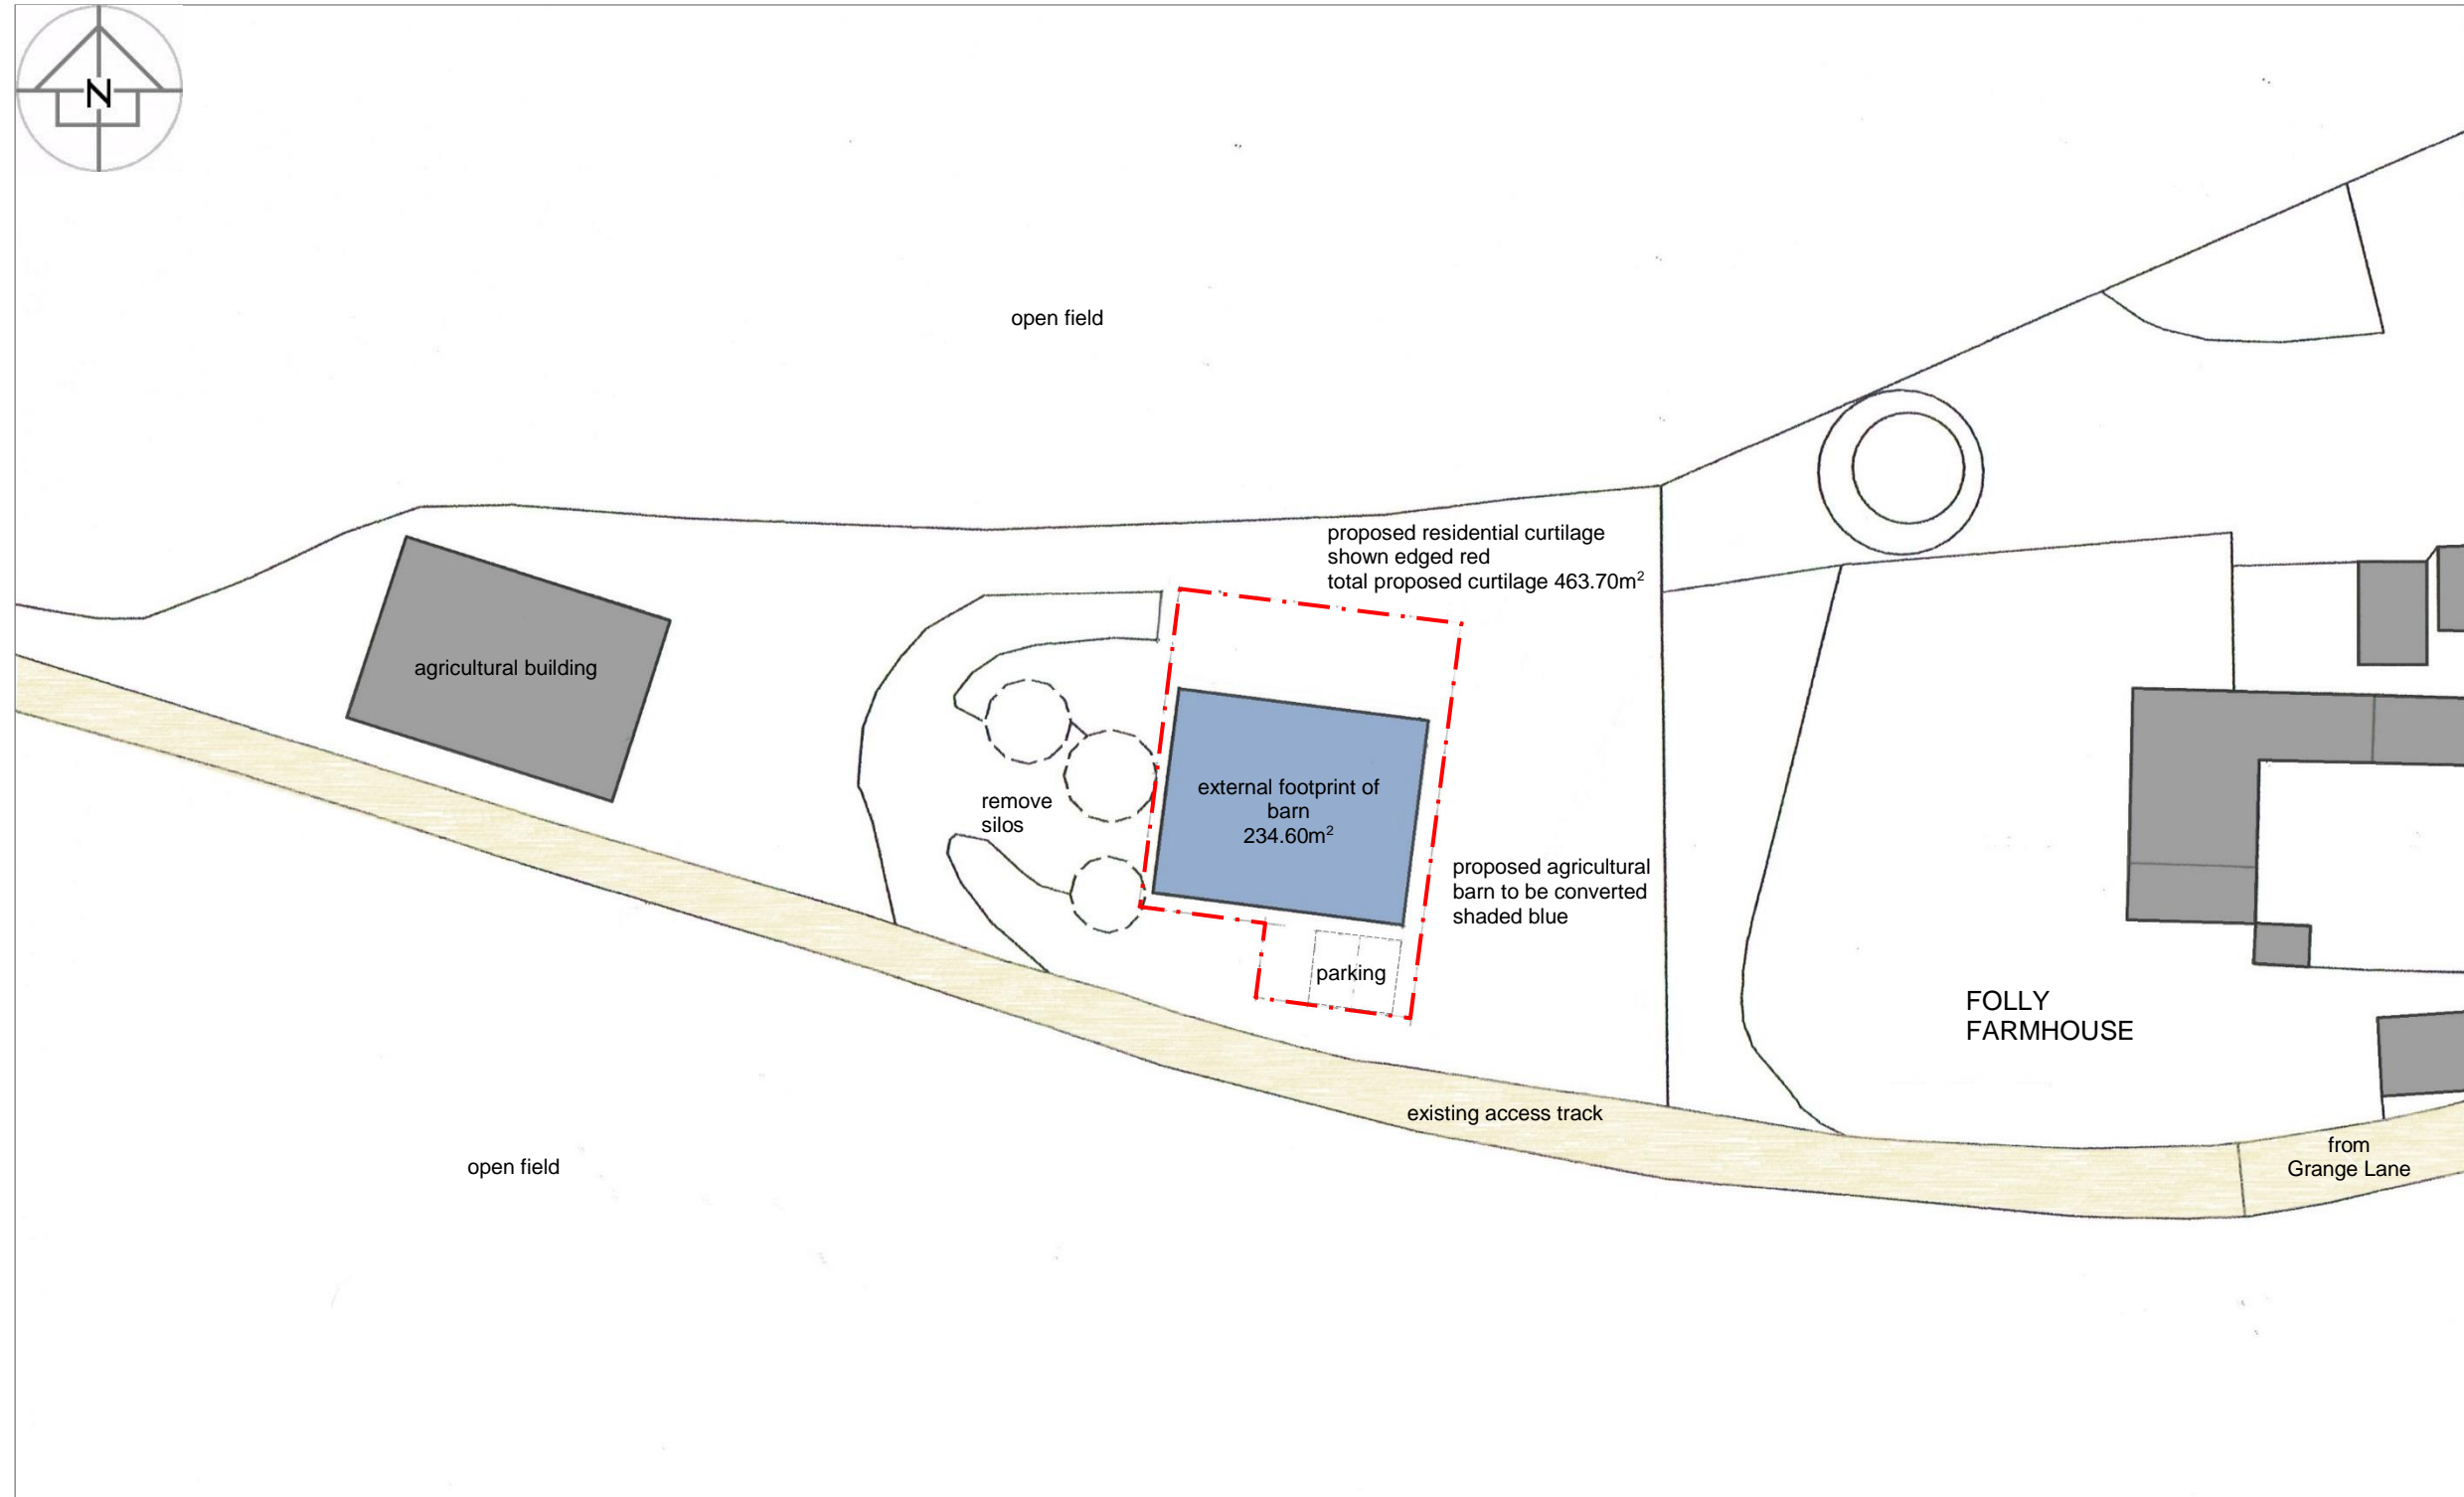 N
open field
proposed residential curtilage
shown edged red
total proposed curtilage 463.70m²
agricultural building
remove
silos
external footprint of
barn
234.60m²
proposed agricultural
barn to be converted
shaded blue
parking
FOLLY
FARMHOUSE
existing access track
from
Grange Lane
open field